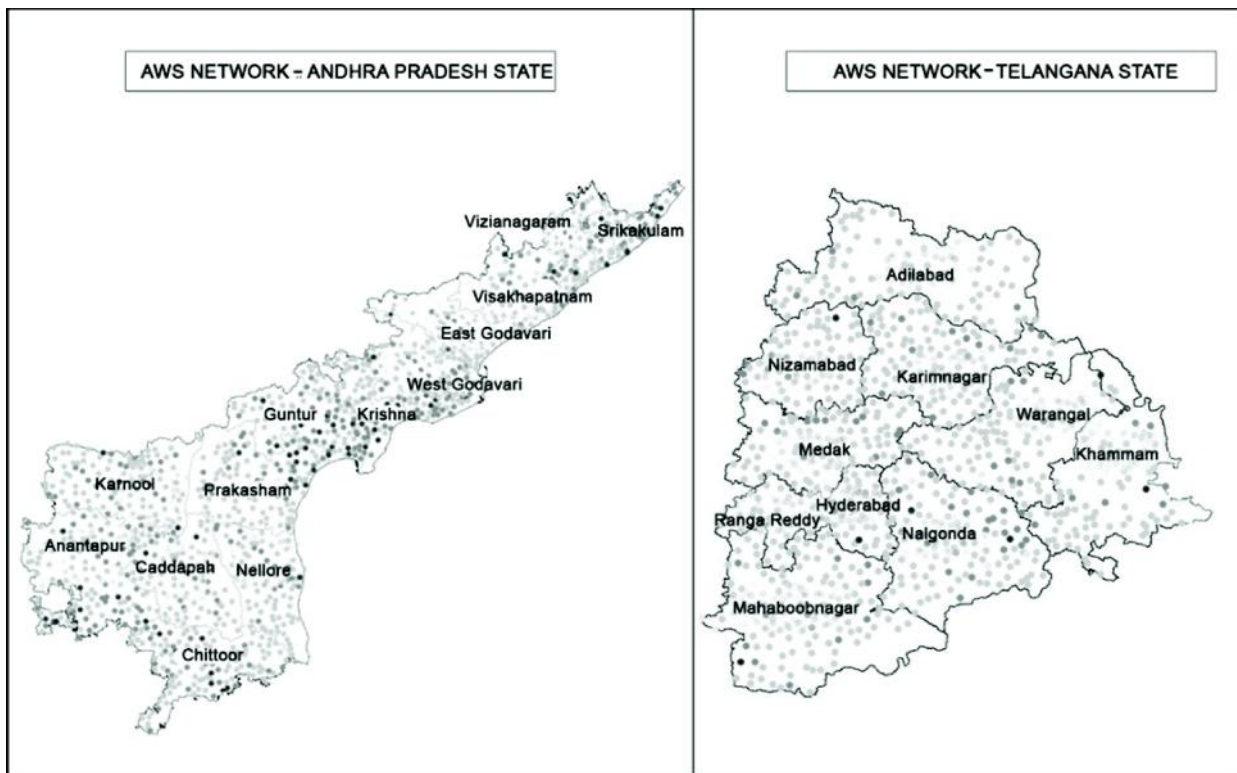 AWS NETWORK – ANDHRA PRADESH STATE
Vizianagaram
Srikakulam
Visakhapatnam
East Godavari
West Godavari
Guntur
Krishna
Karnool
Prakasham
Anantapur
Caddapah
Nellore
Chittoor
AWS NETWORK – TELANGANA STATE
Adilabad
Nizamabad
Karimnagar
Warangal
Medak
Khammam
Hyderabad
Ranga Reddy
Nalgonda
Mahaboobnagar